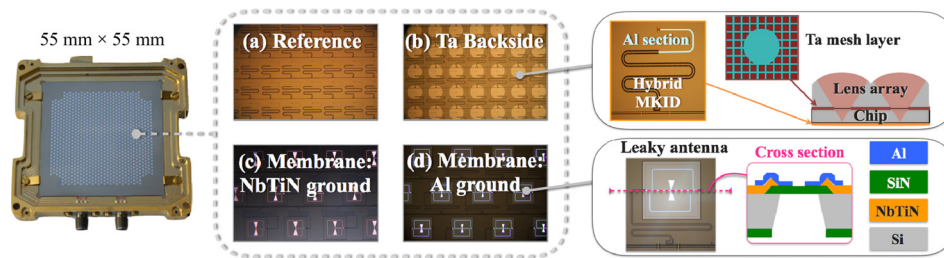 55 mm × 55 mm
(a) Reference
(b) Ta Backside
(c) Membrane:
NbTiN ground
(d) Membrane:
Al ground
Al section
Hybrid
MKID
Ta mesh layer
Lens array
Chip
Leaky antenna
Cross section
Al
SiN
NbTiN
Si